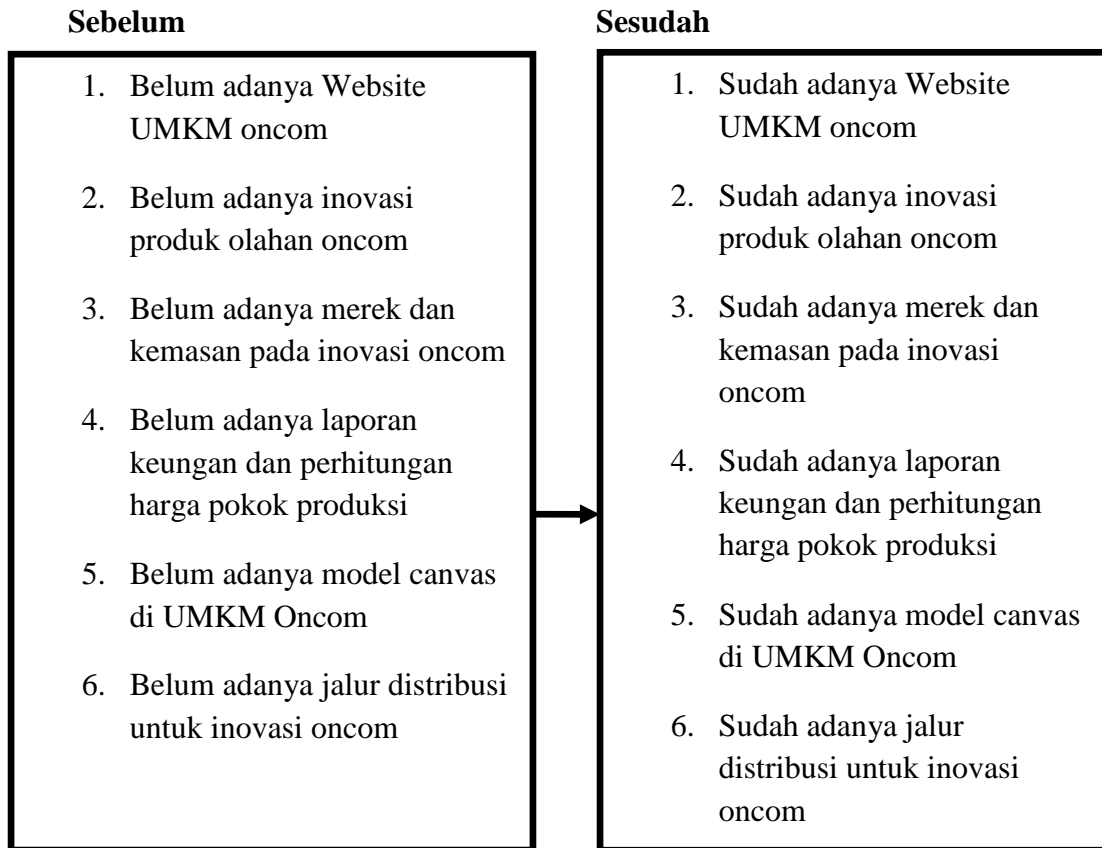 Sebelum
1. Belum adanya Website
UMKM oncom
2. Belum adanya inovasi
produk olahan oncom
3. Belum adanya merek dan
kemasan pada inovasi oncom
4. Belum adanya laporan
keungan dan perhitungan
harga pokok produksi
5. Belum adanya model canvas
di UMKM Oncom
6. Belum adanya jalur distribusi
untuk inovasi oncom
Sesudah
1. Sudah adanya Website
UMKM oncom
2. Sudah adanya inovasi
produk olahan oncom
3. Sudah adanya merek dan
kemasan pada inovasi
oncom
4. Sudah adanya laporan
keungan dan perhitungan
harga pokok produksi
5. Sudah adanya model canvas
di UMKM Oncom
6. Sudah adanya jalur
distribusi untuk inovasi
oncom